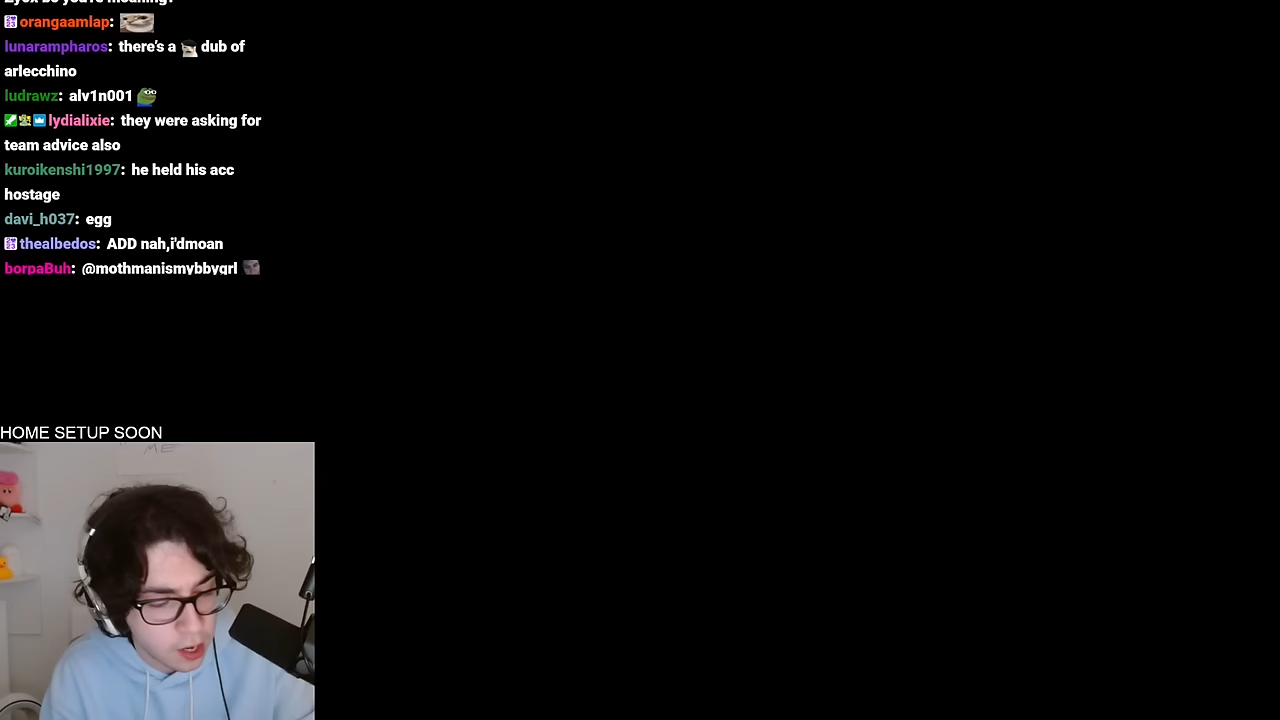 orangaamlap:
lunarampharos: there's a dub of
arlecchino
ludrawz: alv1n001
lydialixie: they were asking for
team advice also
kuroikenshi1997: he held his acc
hostage
davi_h037: egg
thealbedos: ADD nah,i'dmoan
borpaBuh: @mothmanismybbygrl
HOME SETUP SOON
ME